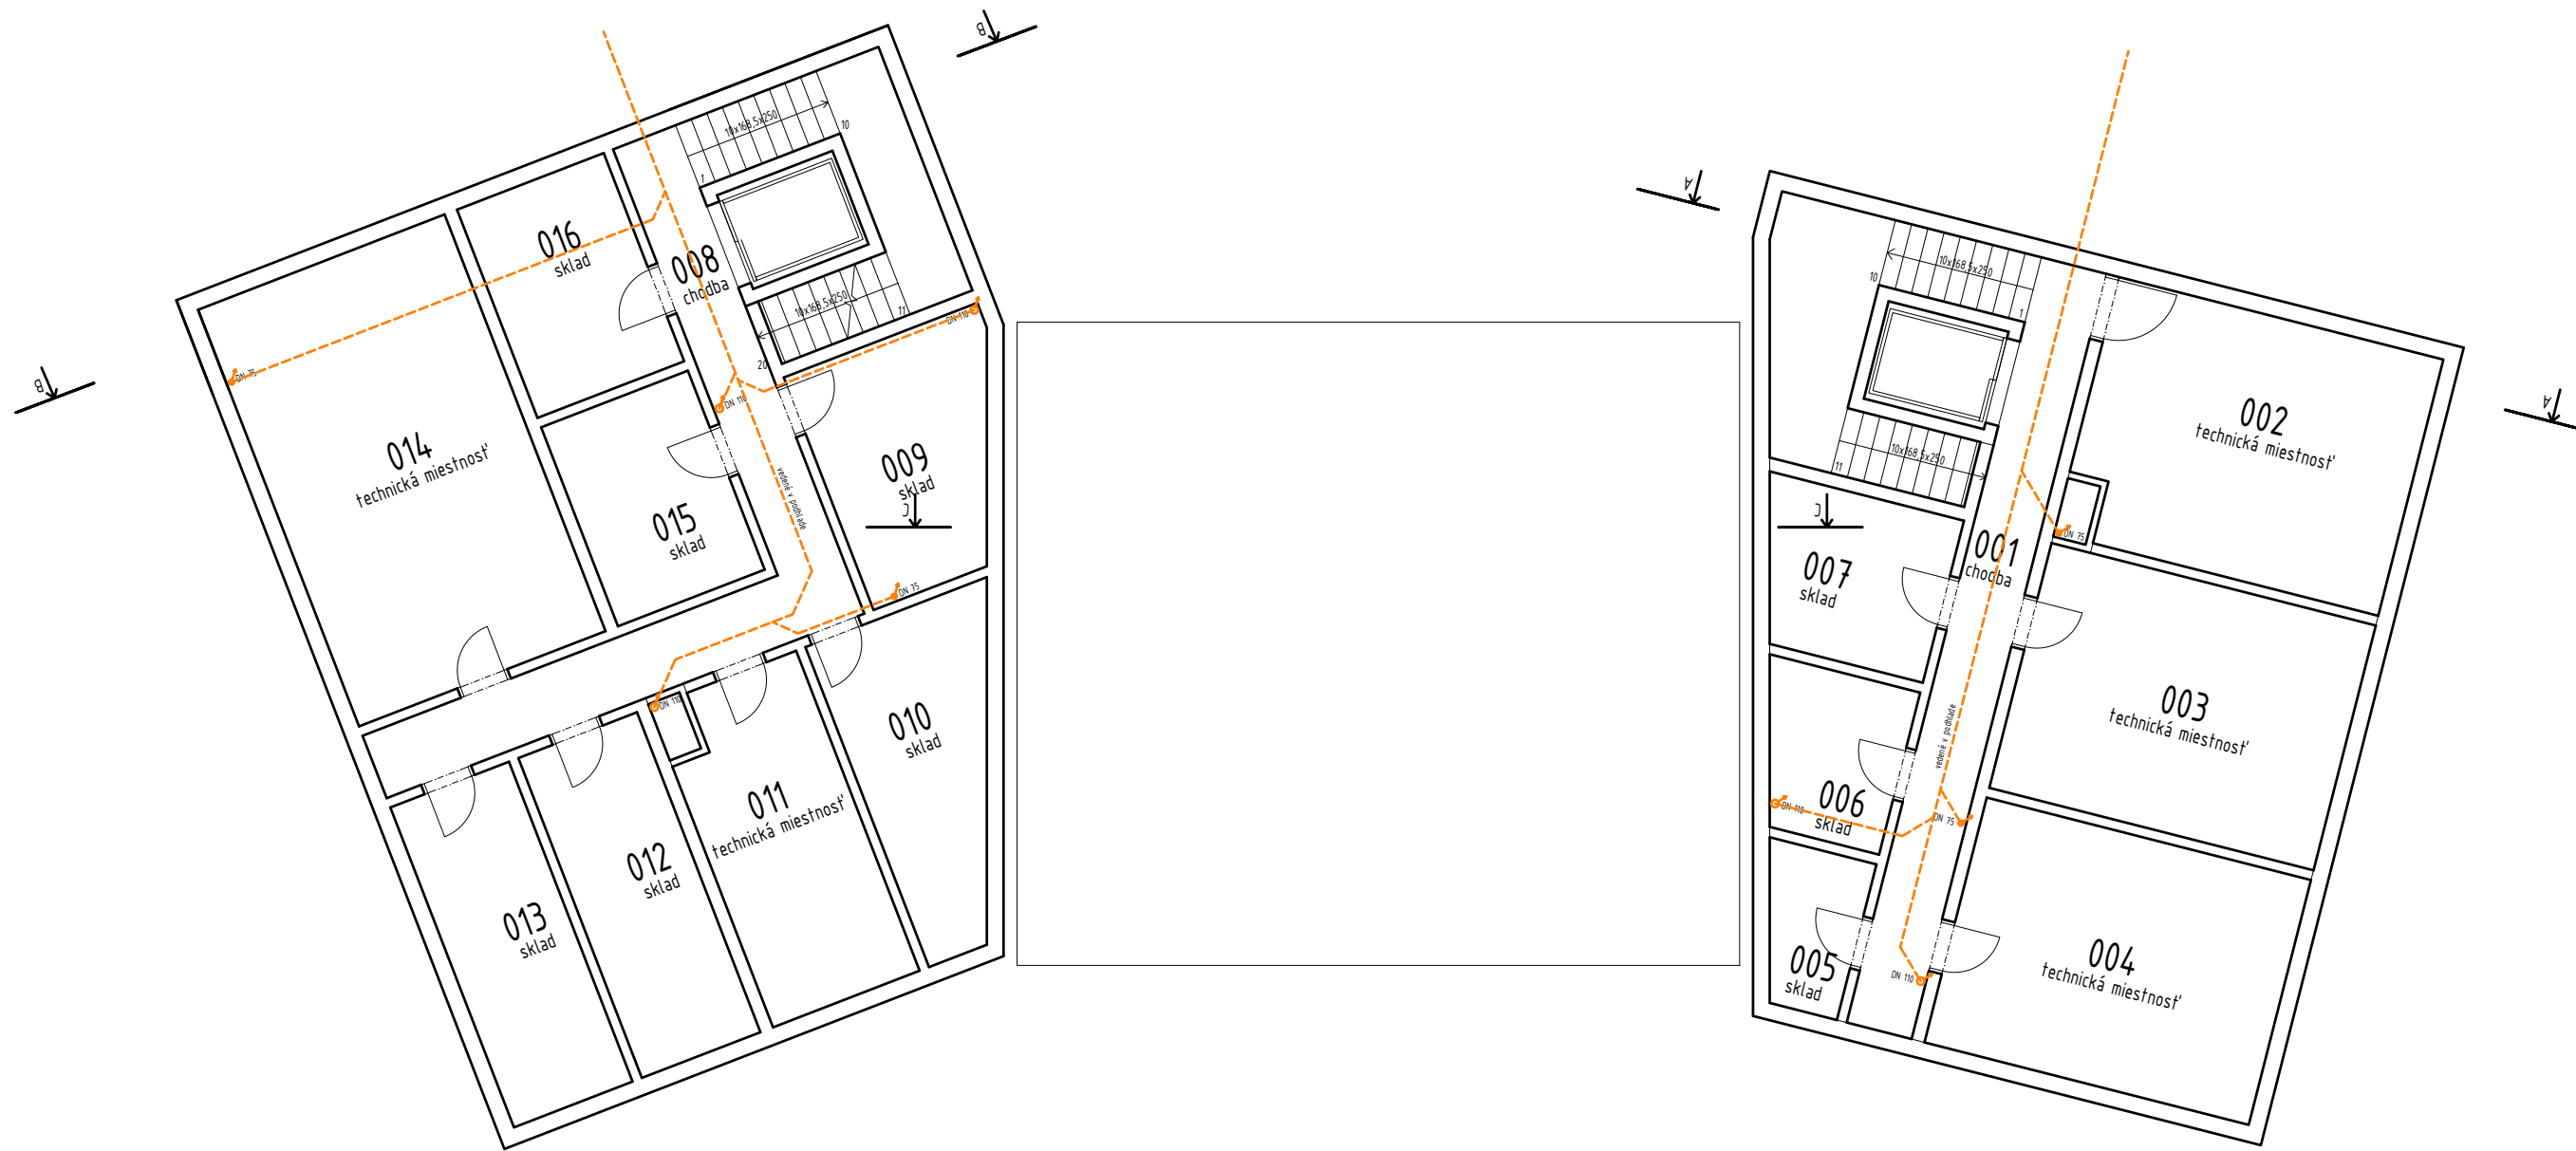 B
10x168,5x250
10
1
016
sklad
008
chodba
10x168,5x250
11
DN 110
20
B
DN 75
DN 110
014
technická miestnosť
vedené v podhlade
009
sklad
C
015
sklad
DN 75
DN 110
010
sklad
011
technická miestnosť
012
sklad
013
sklad
A
10x168,5x250
10
1
10x168,5x250
11
002
technická miestnosť
A
C
DN 75
001
chodba
007
sklad
003
technická miestnosť
vedené v podhlade
006
sklad
DN 110
DN 75
005
sklad
DN 110
004
technická miestnosť